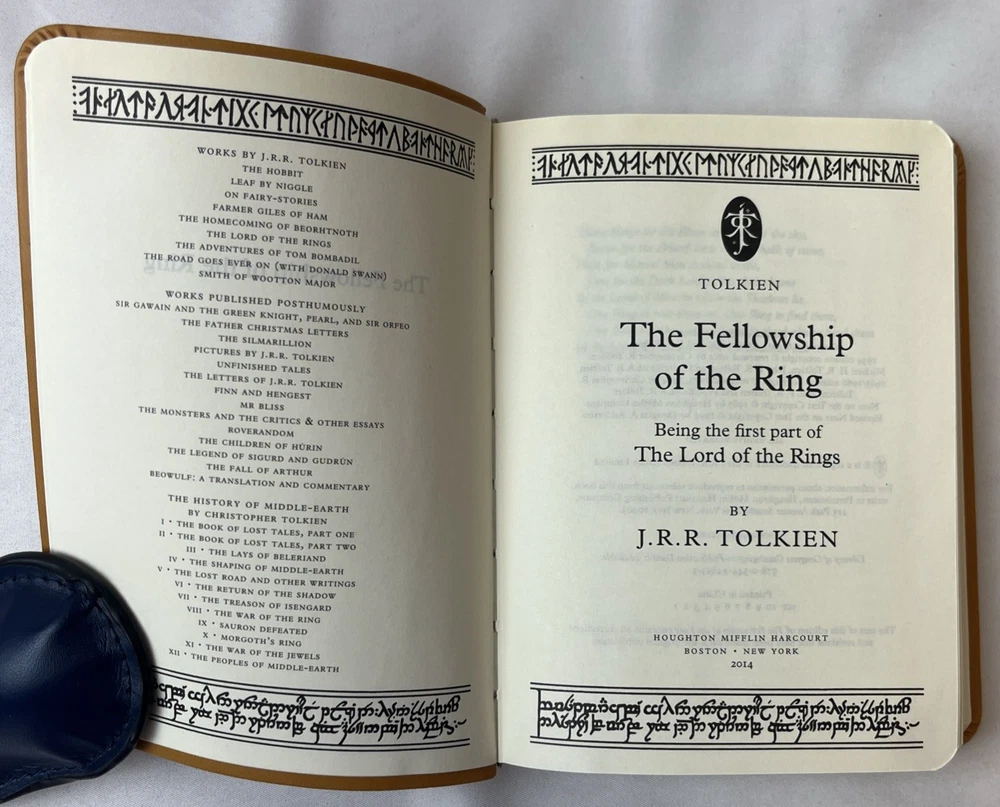 WORKS BY J.R.R. TOLKIEN
THE HOBBIT
LEAF BY NIGGLE
ON FAIRY-STORIES
FARMER GILES OF HAM
THE HOMECOMING OF BEORHTNOTH
THE LORD OF THE RINGS
THE ADVENTURES OF TOM BOMBADIL
THE ROAD GOES EVER ON (WITH DONALD SWANN)
SMITH OF WOOTTON MAJOR
WORKS PUBLISHED POSTHUMOUSLY
SIR GAWAIN AND THE GREEN KNIGHT, PEARL, AND SIR ORFEO
THE FATHER CHRISTMAS LETTERS
THE SILMARILLION
PICTURES BY J.R.R. TOLKIEN
UNFINISHED TALES
THE LETTERS OF J.R.R. TOLKIEN
FINN AND HENGEST
MR BLISS
THE MONSTERS AND THE CRITICS & OTHER ESSAYS
ROVERANDOM
THE CHILDREN OF HÚRIN
THE LEGEND OF SIGURD AND GUDRÚN
THE FALL OF ARTHUR
BEOWULF: A TRANSLATION AND COMMENTARY
THE HISTORY OF MIDDLE-EARTH
BY CHRISTOPHER TOLKIEN
I • THE BOOK OF LOST TALES, PART ONE
II • THE BOOK OF LOST TALES, PART TWO
III • THE LAYS OF BELERIAND
IV • THE SHAPING OF MIDDLE-EARTH
V • THE LOST ROAD AND OTHER WRITINGS
VI • THE RETURN OF THE SHADOW
VII • THE TREASON OF ISENGARD
VIII • THE WAR OF THE RING
IX • SAURON DEFEATED
X • MORGOTH'S RING
XI • THE WAR OF THE JEWELS
XII • THE PEOPLES OF MIDDLE-EARTH
TOLKIEN
The Fellowship
of the Ring
Being the first part of
The Lord of the Rings
BY
J.R.R. TOLKIEN
HOUGHTON MIFFLIN HARCOURT
BOSTON • NEW YORK
2014